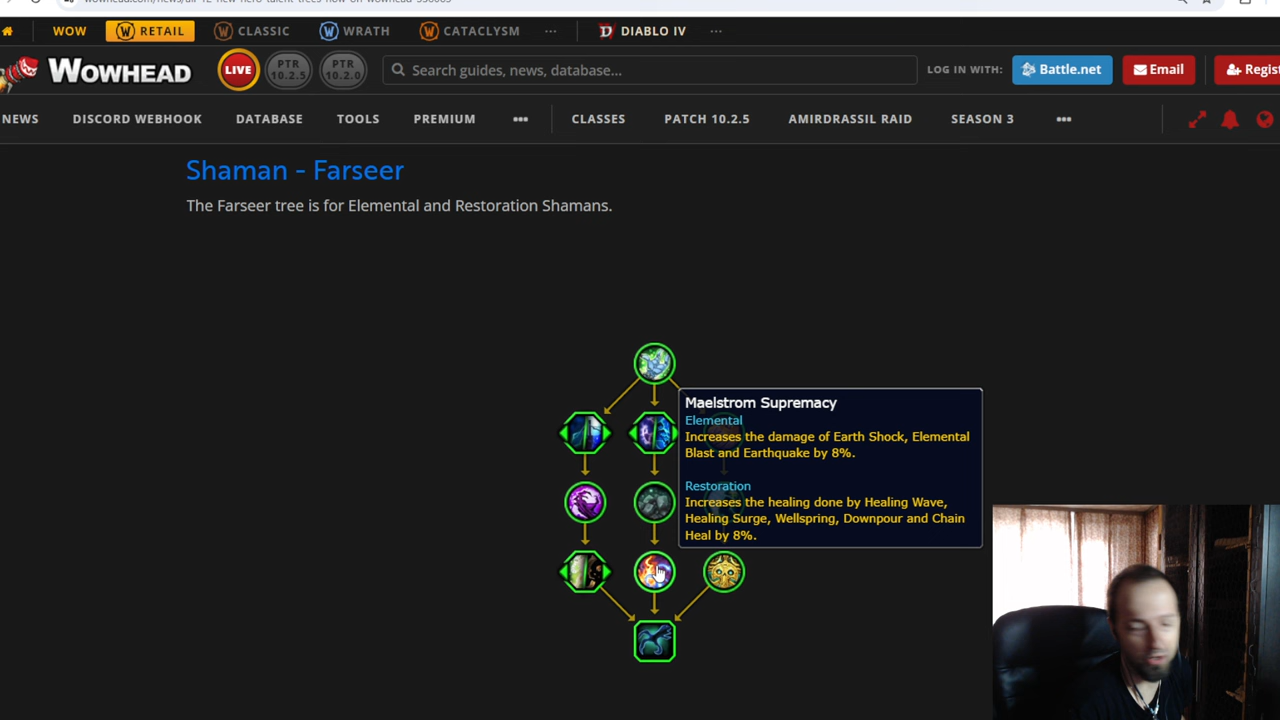 WOW
RETAIL
CLASSIC
WRATH
CATACLYSM
DIABLO IV
WOWHEAD
LIVE
PTR
10.2.5
PTR
10.2.0
Search guides, news, database...
LOG IN WITH:
Battle.net
Email
Regist
NEWS
DISCORD WEBHOOK
DATABASE
TOOLS
PREMIUM
CLASSES
PATCH 10.2.5
AMIRDRASSIL RAID
SEASON 3
Shaman - Farseer
The Farseer tree is for Elemental and Restoration Shamans.
Maelstrom Supremacy
Elemental
Increases the damage of Earth Shock, Elemental
Blast and Earthquake by 8%.
Restoration
Increases the healing done by Healing Wave,
Healing Surge, Wellspring, Downpour and Chain
Heal by 8%.